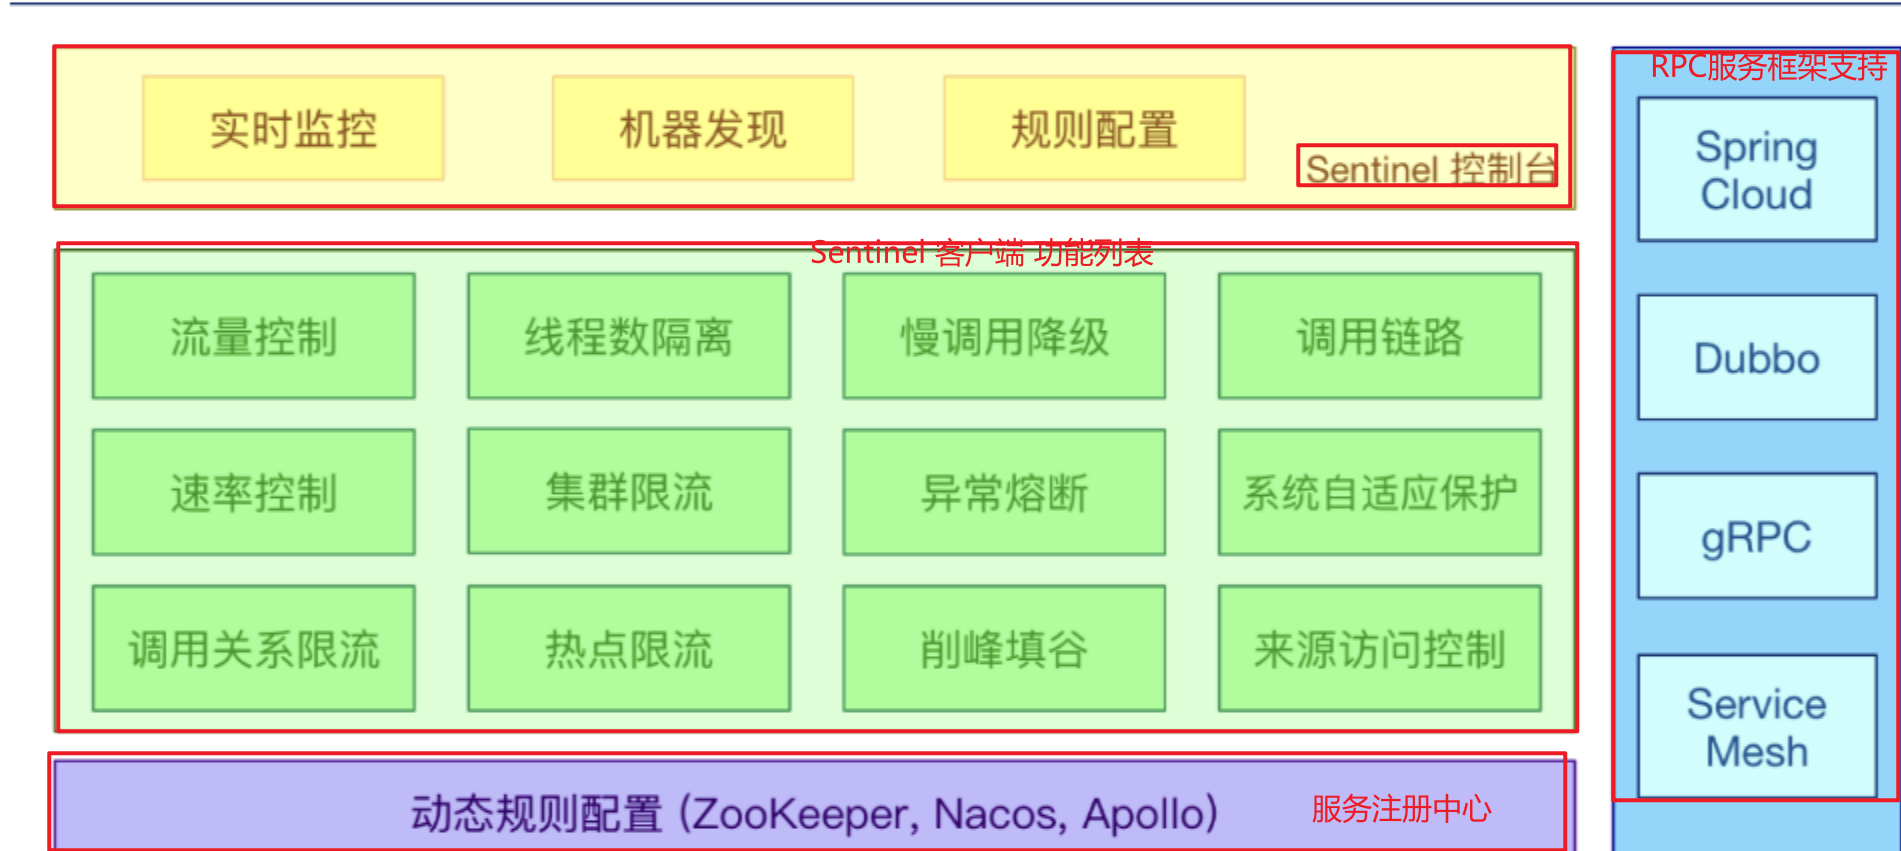 实时监控
机器发现
规则配置
Sentinel 控制台
Sentinel 客户端 功能列表
流量控制
线程数隔离
慢调用降级
调用链路
速率控制
集群限流
异常熔断
系统自适应保护
调用关系限流
热点限流
削峰填谷
来源访问控制
动态规则配置 (ZooKeeper, Nacos, Apollo)
服务注册中心
RPC服务框架支持
Spring
Cloud
Dubbo
gRPC
Service
Mesh